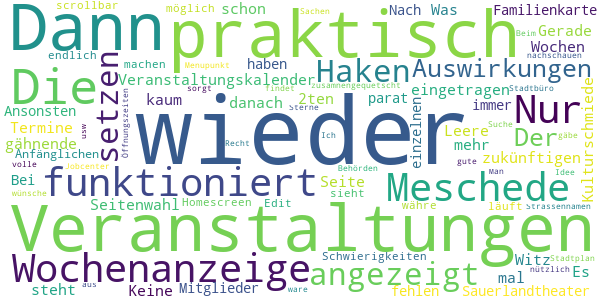 scrollbar möglich schon Nach Was Familienkarte
Dann praktisch Beim Gerade Sachen
endlich Wochen nachschauen
Menüpunkt Haken Auswirkungen
machen haben
Die setzen Veranstaltungskalender findet zusammengequetscht eingetragen Stadtbüro
kaum danach 2ten parat immer Nur
Ansonsten sorgt Sterne
Termine usw Öffnungszeiten wieder einzelnen Leere Der Suche gäbe Kulturschmiede
gähnende Recht Ich mehr
Anfänglichen zukünftigen
volle Jobcenter Behörden Man gute Idee
Bei funktioniert Seite Meschede
wünsche sieht
Seitenwahl Homescreen Edit währe läuft strassennamen
Veranstaltungen
Wochenanzeige angezeigt Schwierigkeiten Witz Stadtplan
mal nützlich Es
steht aus Keine Mitglieder ware fehlen Sauerlandtheater